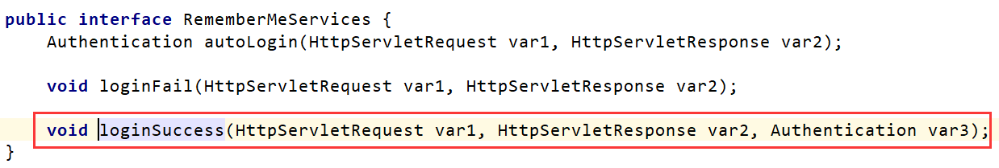 public interface RememberMeServices {
    Authentication autoLogin(HttpServletRequest var1, HttpServletResponse var2);
    void loginFail(HttpServletRequest var1, HttpServletResponse var2);
    void loginSuccess(HttpServletRequest var1, HttpServletResponse var2, Authentication var3);
}